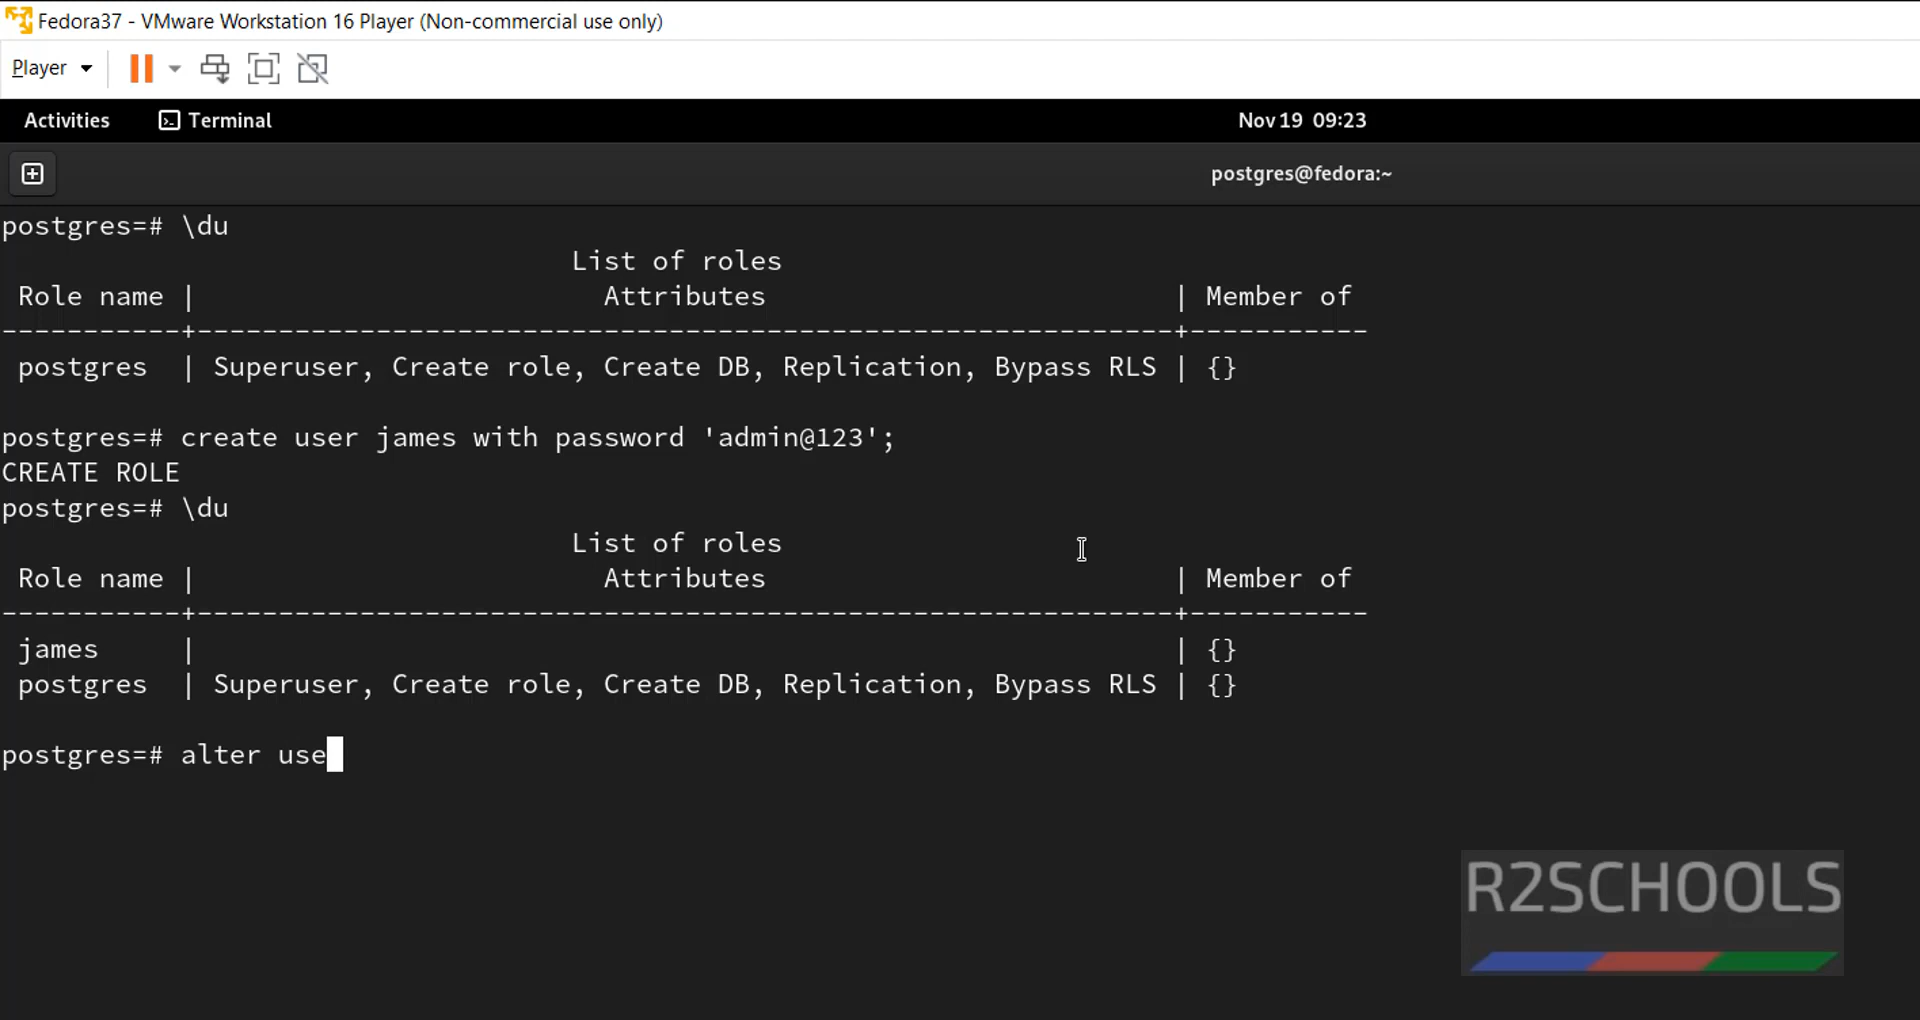 Fedora37 - VMware Workstation 16 Player (Non-commercial use only)
Player
Activities Terminal Nov 19 09:23
postgres@fedora:~
postgres=# \du
List of roles
Role name | Attributes | Member of
-----------+------------------------------------------------------------+-----------
postgres | Superuser, Create role, Create DB, Replication, Bypass RLS | {}
postgres=# create user james with password 'admin@123';
CREATE ROLE
postgres=# \du
List of roles
Role name | Attributes | Member of
-----------+------------------------------------------------------------+-----------
james | | {}
postgres | Superuser, Create role, Create DB, Replication, Bypass RLS | {}
postgres=# alter use
R2SCHOOLS